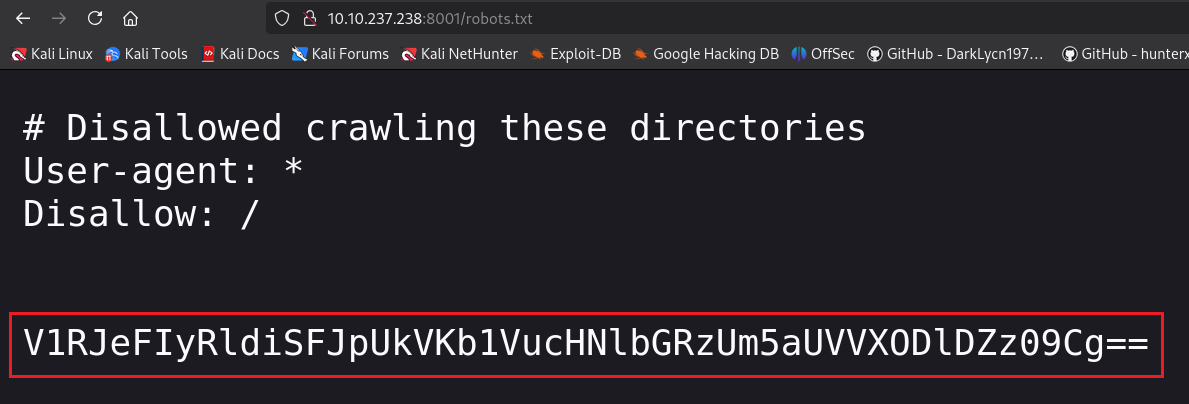 10.10.237.238:8001/robots.txt
Kali Linux Kali Tools Kali Docs Kali Forums Kali NetHunter Exploit-DB Google Hacking DB OffSec GitHub - DarkLycn197... GitHub - hunterx
# Disallowed crawling these directories
User-agent: *
Disallow: /
V1RJeFIyRldiSFJpUkVKb1VucHNlbGRzUm5aUVVXODlDZz09Cg==